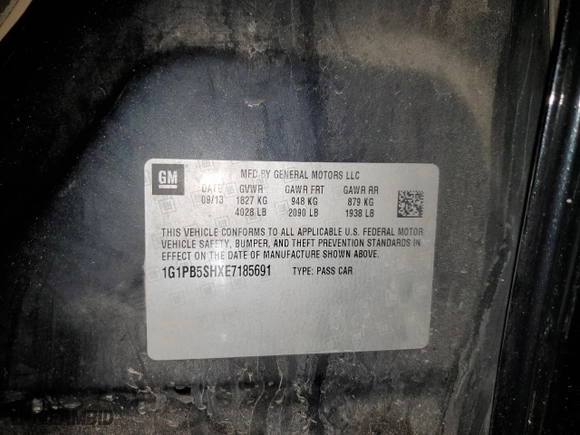 GM
MFD BY GENERAL MOTORS LLC
DATE GVWR GAWR FRT GAWR RR
09/13 1827 KG 948 KG 879 KG
4028 LB 2090 LB 1938 LB
THIS VEHICLE CONFORMS TO ALL APPLICABLE U.S. FEDERAL MOTOR
VEHICLE SAFETY, BUMPER, AND THEFT PREVENTION STANDARDS IN
EFFECT ON THE DATE OF MANUFACTURE SHOWN ABOVE.
1G1PB5SHXE7185691 TYPE: PASS CAR